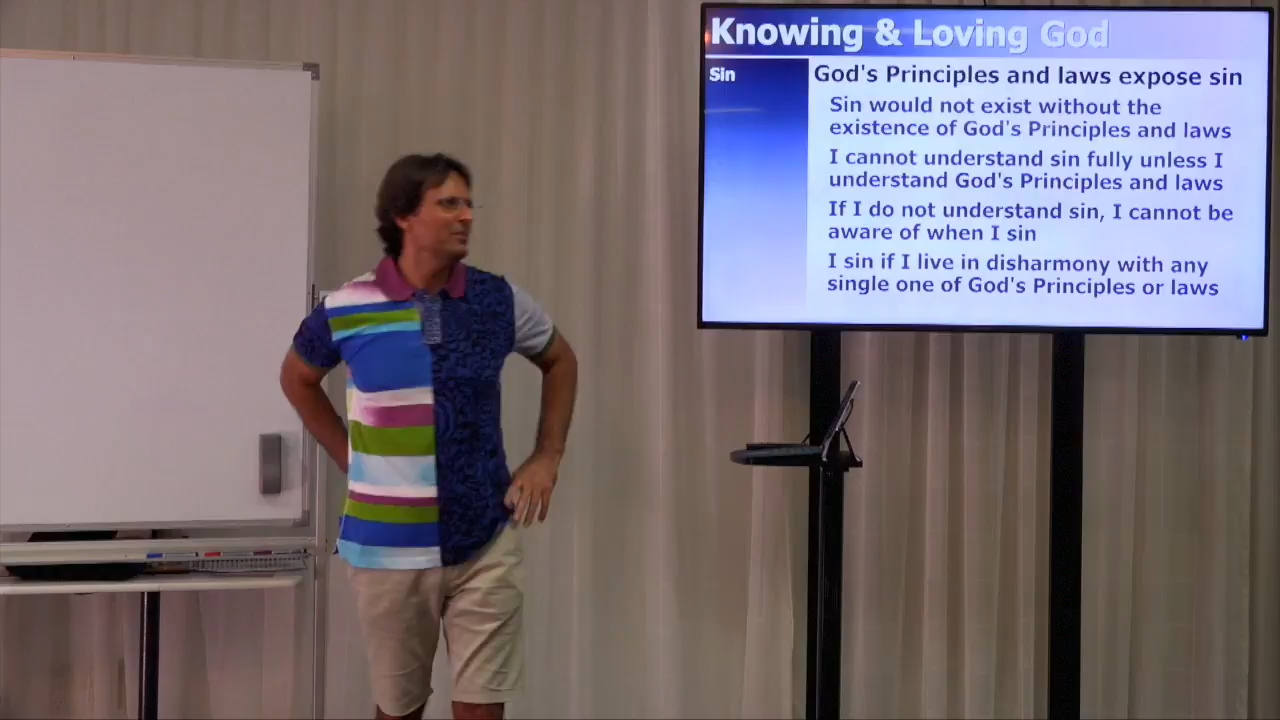 Knowing & Loving God
Sin
God's Principles and laws expose sin
Sin would not exist without the
existence of God's Principles and laws
I cannot understand sin fully unless I
understand God's Principles and laws
If I do not understand sin, I cannot be
aware of when I sin
I sin if I live in disharmony with any
single one of God's Principles or laws